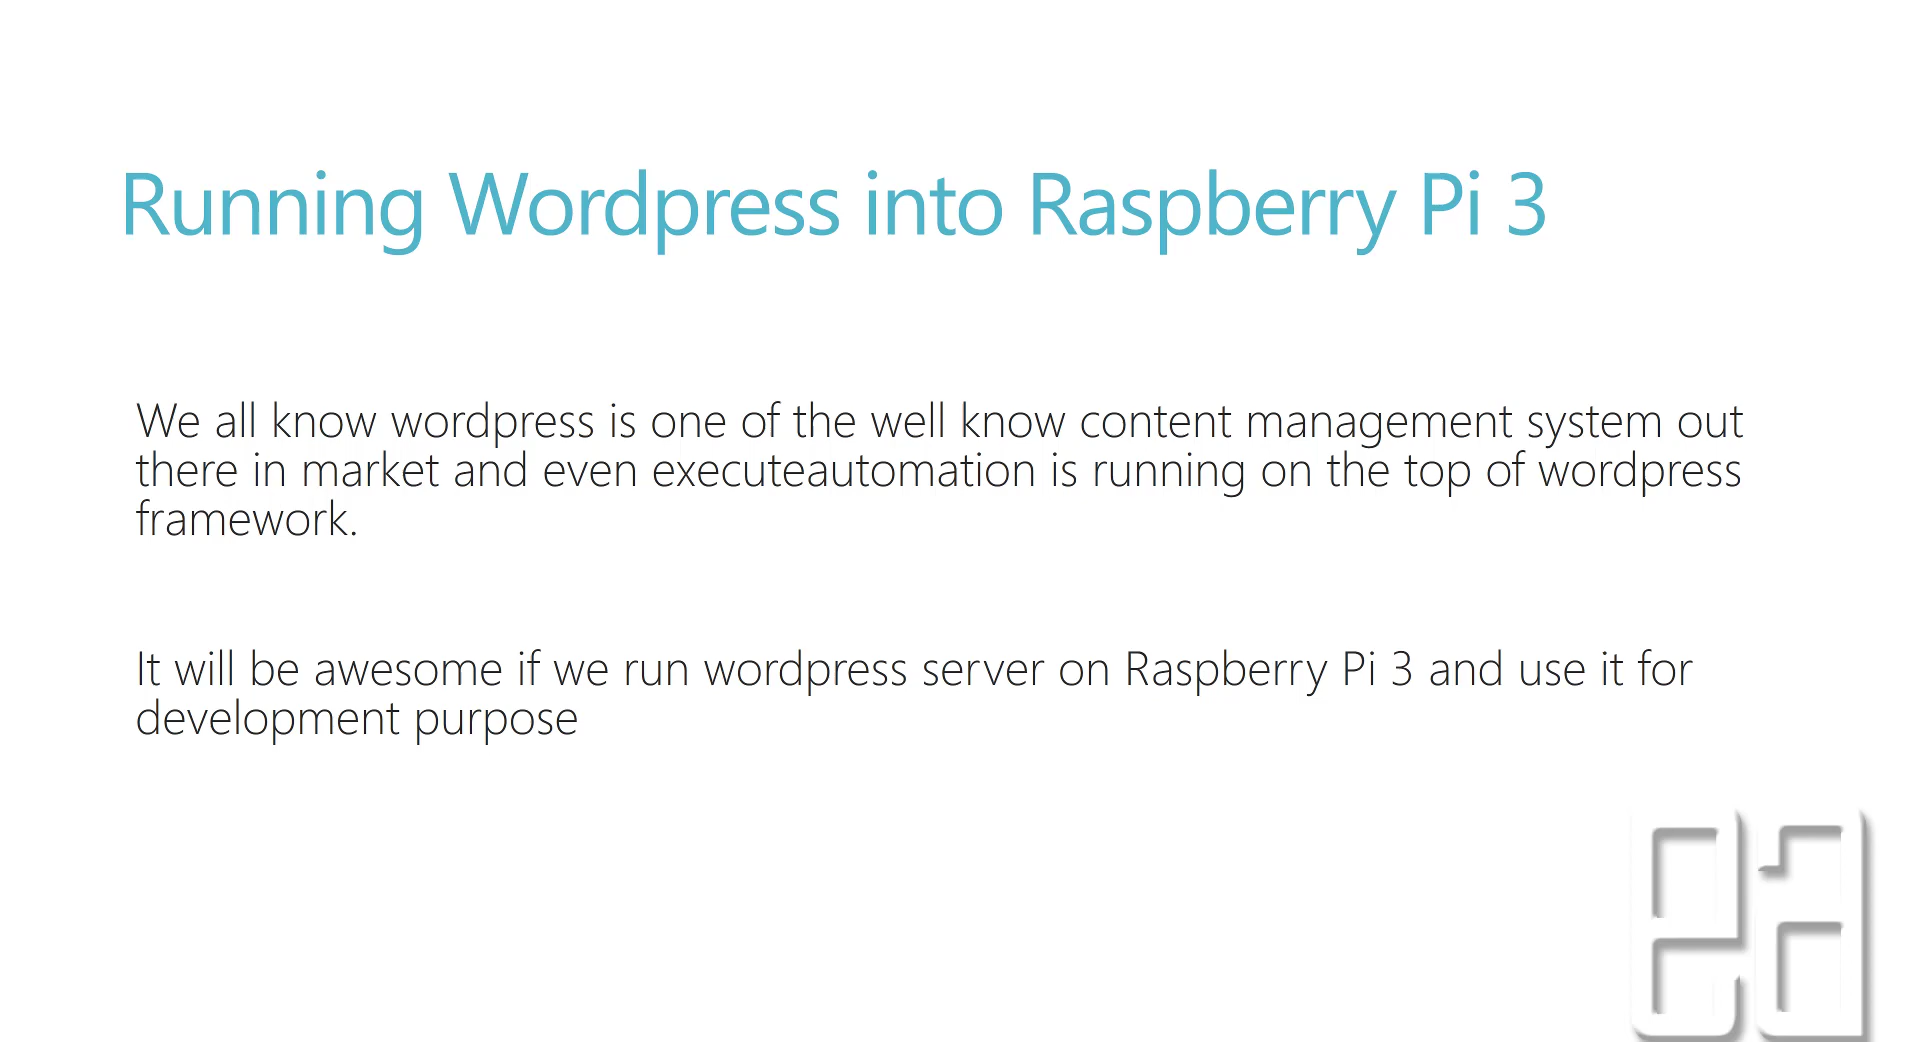 Running Wordpress into Raspberry Pi 3
We all know wordpress is one of the well know content management system out
there in market and even executeautomation is running on the top of wordpress
framework.
It will be awesome if we run wordpress server on Raspberry Pi 3 and use it for
development purpose
ea